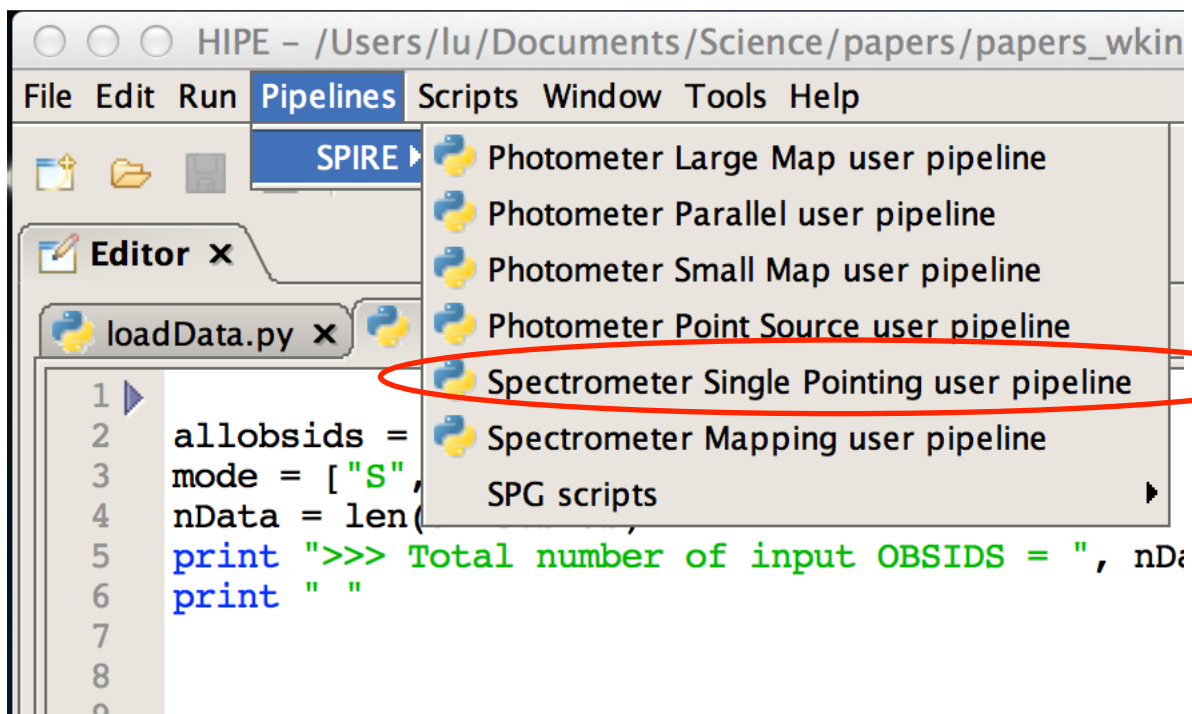 HIPE – /Users/lu/Documents/Science/papers/papers_wkin
File Edit Run Pipelines Scripts Window Tools Help
SPIRE
Photometer Large Map user pipeline
Photometer Parallel user pipeline
Photometer Small Map user pipeline
Photometer Point Source user pipeline
Spectrometer Single Pointing user pipeline
Spectrometer Mapping user pipeline
SPG scripts
Editor x
loadData.py x
1
2 allobsids =
3 mode = ["S",
4 nData = len(
5 print ">>> Total number of input OBSIDS = ", nDa
6 print " "
7
8
9